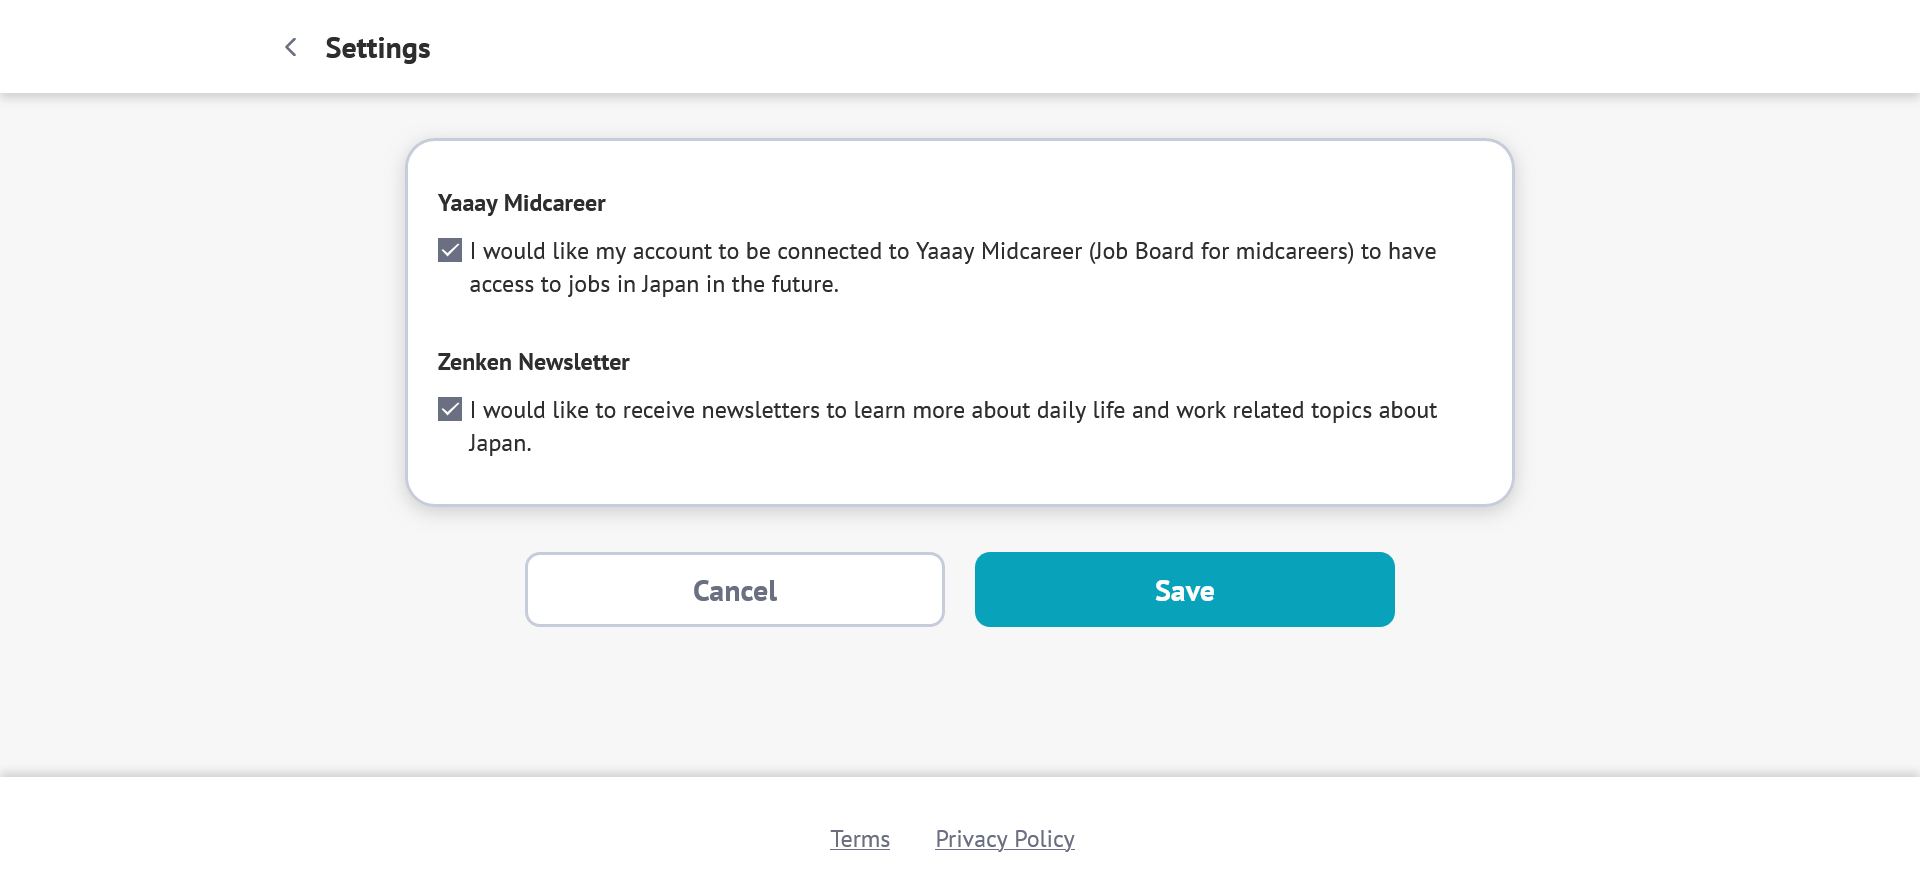 Settings
Yaaay Midcareer
I would like my account to be connected to Yaaay Midcareer (Job Board for midcareers) to have
access to jobs in Japan in the future.
Zenken Newsletter
I would like to receive newsletters to learn more about daily life and work related topics about
Japan.
Cancel
Save
Terms
Privacy Policy